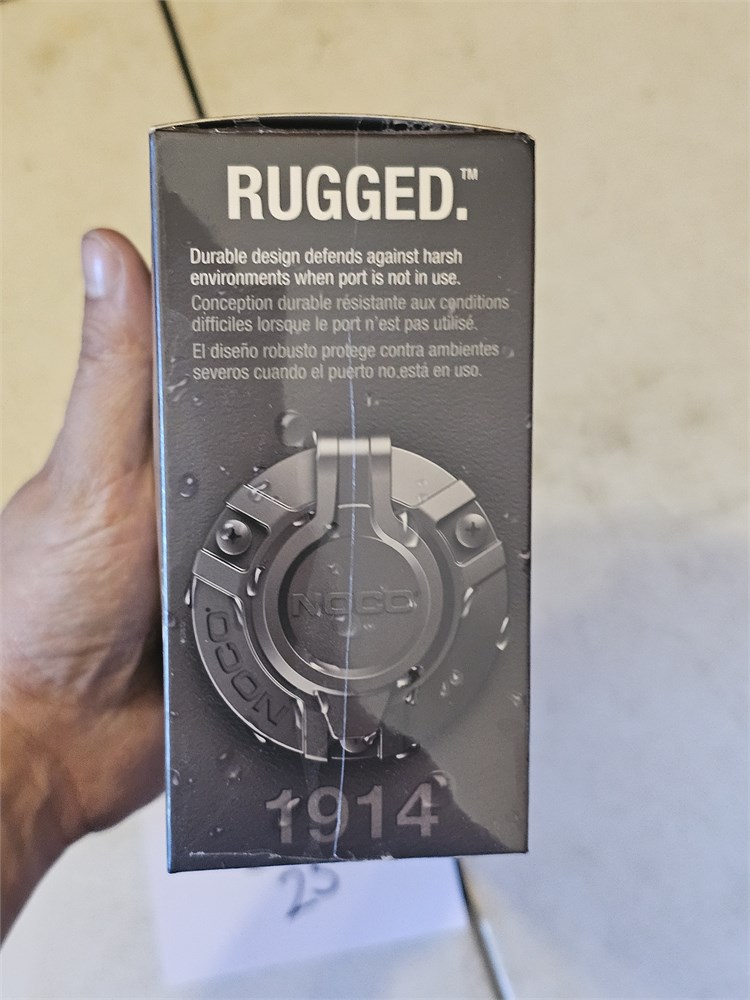 RUGGED.™
Durable design defends against harsh
environments when port is not in use.
Conception durable résistante aux conditions
difficiles lorsque le port n'est pas utilisé.
El diseño robusto protege contra ambientes
severos cuando el puerto no está en uso.
NOCO
NOCO
1914
23